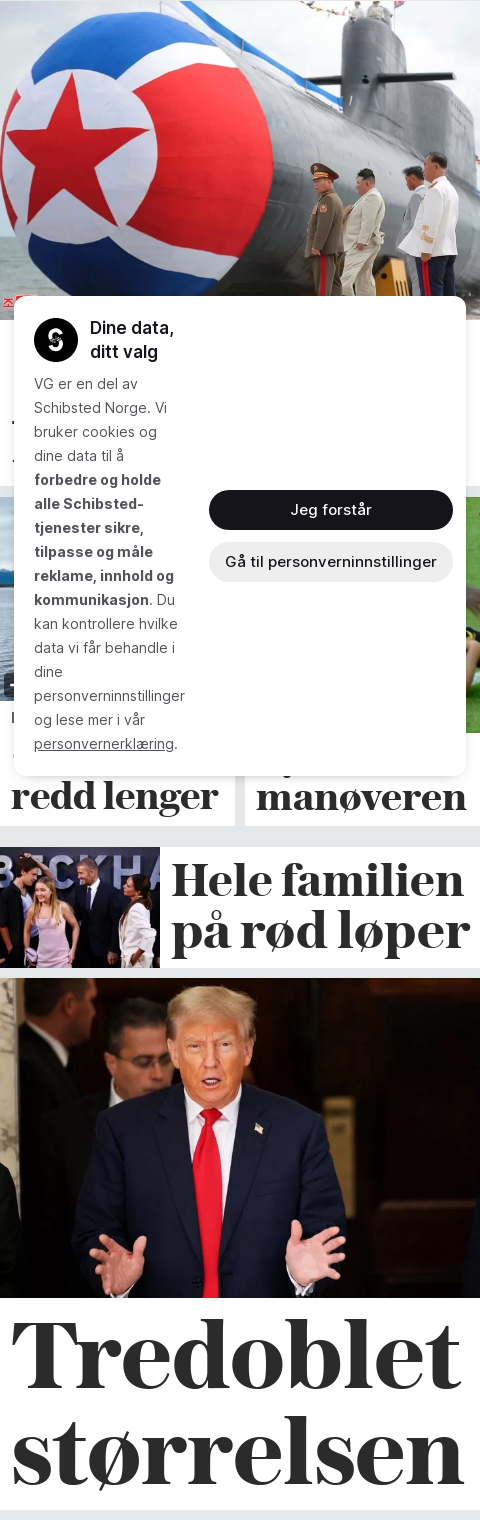 Dine data,
ditt valg
VG er en del av
Schibsted Norge. Vi
bruker cookies og
dine data til å
forbedre og holde
alle Schibsted-
tjenester sikre,
tilpasse og måle
reklame, innhold og
kommunikasjon. Du
kan kontrollere hvilke
data vi får behandle i
dine
personverninnstillinger
og lese mer i vår
personvernerklæring.
Jeg forstår
Gå til personverninnstillinger
redd lenger
manøveren
BECKHA
Hele familien
på rød løper
Tredoblet
størrelsen